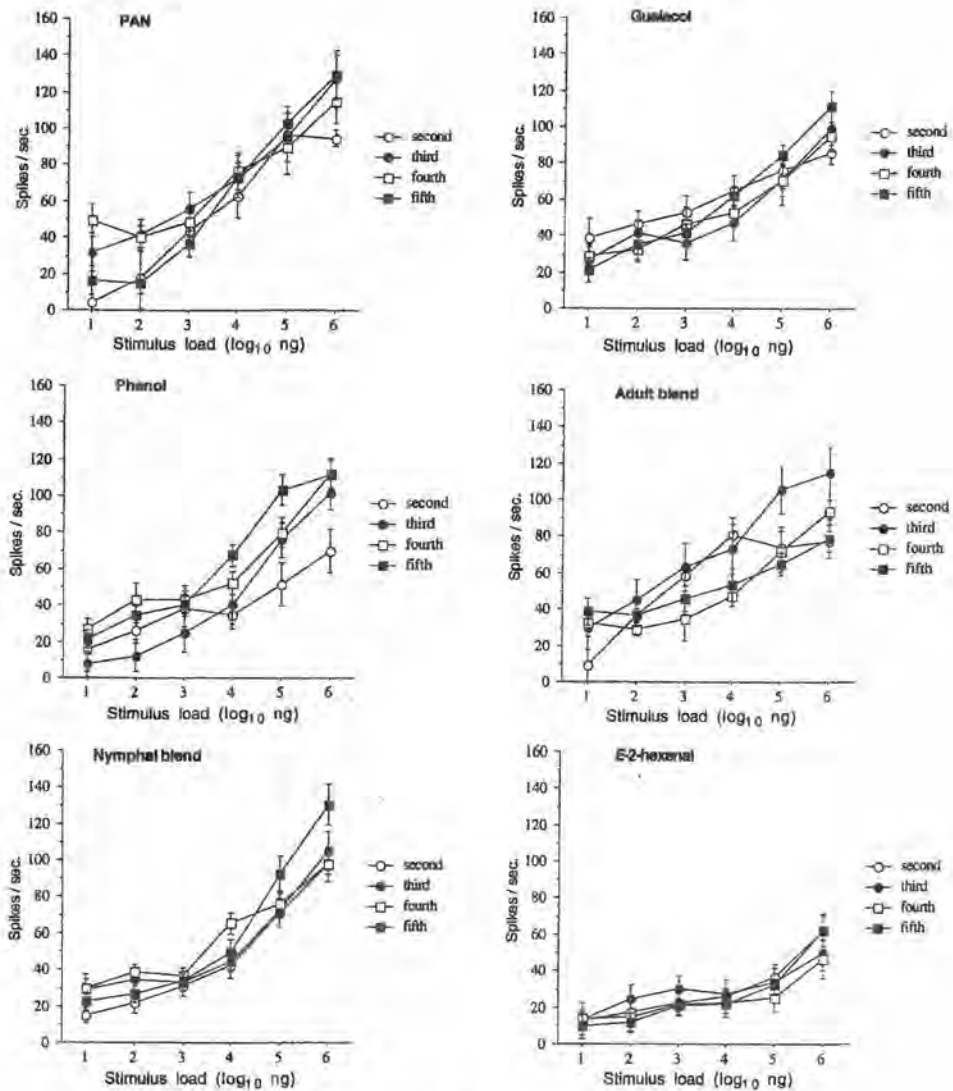 PAN
160
140
120
100
80
60
40
20
0
Spikes / sec.
1 2 3 4 5 6
Stimulus load (log10 ng)
second
third
fourth
fifth
Guaiacol
160
140
120
100
80
60
40
20
0
Spikes / sec.
1 2 3 4 5 6
Stimulus load (log10 ng)
second
third
fourth
fifth
Phenol
160
140
120
100
80
60
40
20
0
Spikes / sec.
1 2 3 4 5 6
Stimulus load (log10 ng)
second
third
fourth
fifth
Adult blend
160
140
120
100
80
60
40
20
0
Spikes / sec.
1 2 3 4 5 6
Stimulus load (log10 ng)
second
third
fourth
fifth
Nymphal blend
160
140
120
100
80
60
40
20
0
Spikes / sec.
1 2 3 4 5 6
Stimulus load (log10 ng)
second
third
fourth
fifth
E-2-hexenal
160
140
120
100
80
60
40
20
0
Spikes / sec.
1 2 3 4 5 6
Stimulus load (log10 ng)
second
third
fourth
fifth